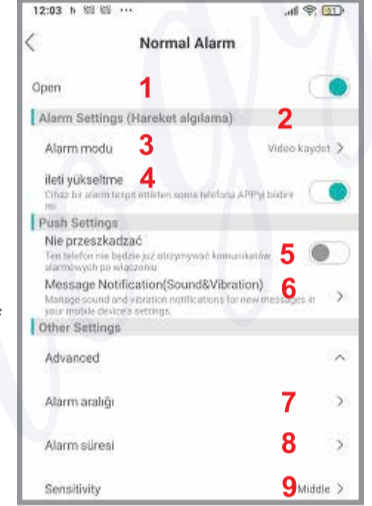 12:03 h ...
31
Normal Alarm
Open 1
Alarm Settings (Hareket algılama) 2
Alarm modu 3 Video kaydet >
ileti yükseltme 4
Cihaz bir alarm tespit ettikten sonra telefona APP'yi bildir
mi
Push Settings
Nie przeszkadzać
Ten telefon nie będzie już otrzymywać komunikatów 5
alarmowych po włączeniu
Message Notification(Sound&Vibration) 6
Manage sound and vibration notifications for new messages in >
your mobile device's settings.
Other Settings
Advanced
Alarm aralığı 7 >
Alarm süresi 8 >
Sensitivity 9 Middle >